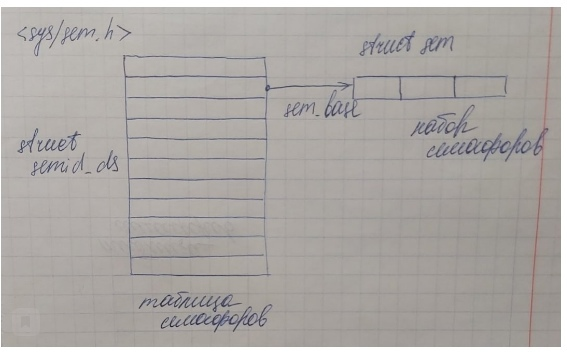 <sys/sem.h>
struct sem
sem_base
набор
семафоров
struct
semid_ds
таблица
семафоров